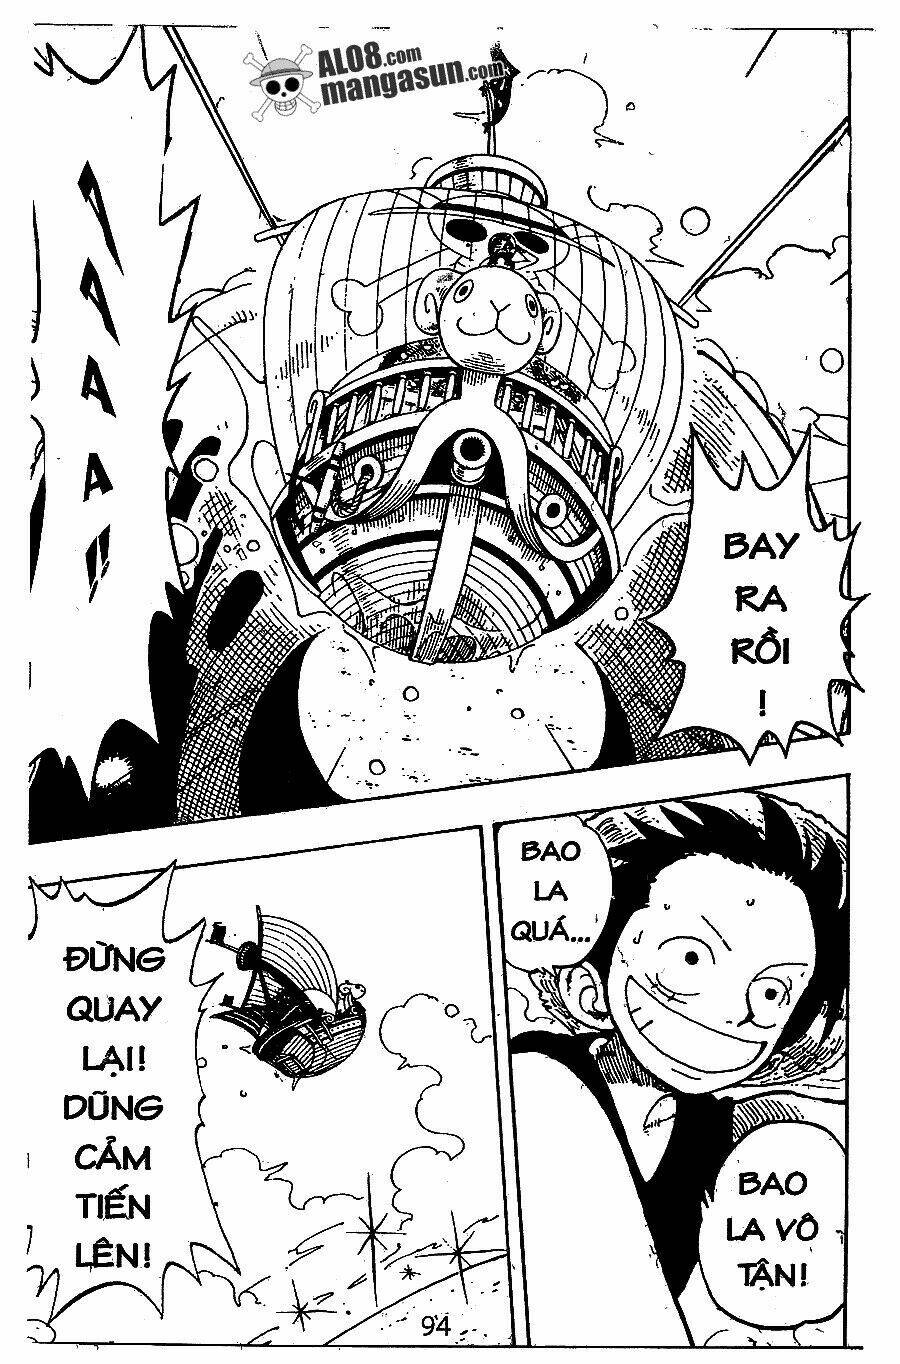 ALO8.com
mangasun.com
BAY
RA
RỒI
!
AAAA!!
BAO
LA
QUÁ...
BAO
LA VÔ
TẬN!
ĐỪNG
QUAY
LẠI!
DŨNG
CẢM
TIẾN
LÊN!
94